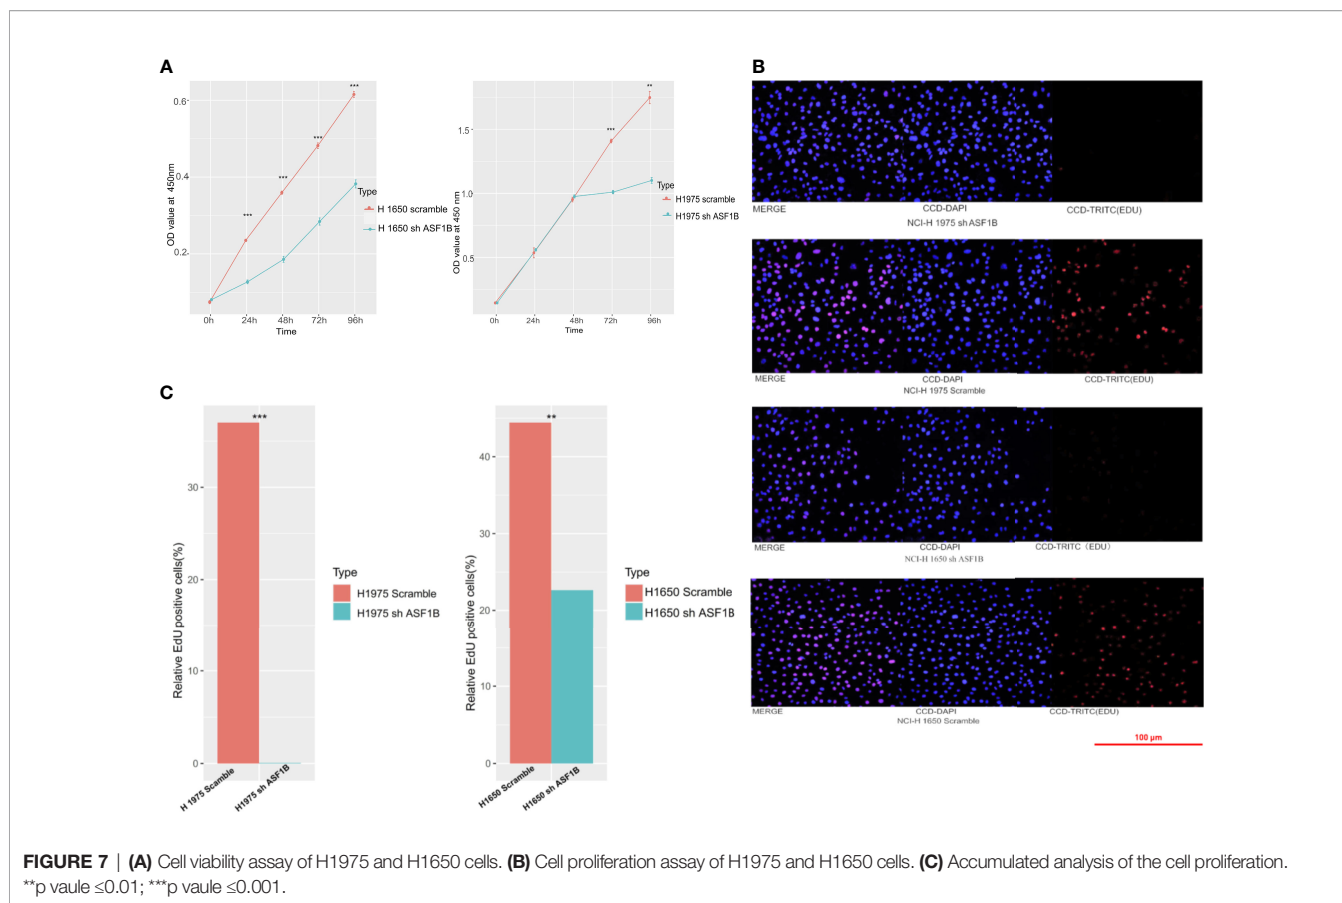 A
0.6
0.4
0.2
OD value at 450nm
***
***
***
***
0h 24h 48h 72h 96h
Time
Type
H 1650 scramble
H 1650 sh ASF1B
1.5
1.0
0.5
OD value at 450 nm
***
**
0h 24h 48h 72h 96h
Time
Type
H1975 scramble
H1975 sh ASF1B
B
MERGE CCD-DAPI CCD-TRITC(EDU)
NCI-H 1975 sh ASF1B
MERGE CCD-DAPI CCD-TRITC(EDU)
NCI-H 1975 Scramble
MERGE CCD-DAPI CCD-TRITC (EDU)
NCI-H 1650 sh ASF1B
MERGE CCD-DAPI CCD-TRITC(EDU)
NCI-H 1650 Scramble
100 μm
C
***
30
20
10
0
Relative EdU positive cells(%)
H 1975 Scamble
H1975 sh ASF1B
Type
H1975 Scramble
H1975 sh ASF1B
**
40
30
20
10
0
Relative EdU positive cells(%)
H1650 Scramble
H1650 sh ASF1B
Type
H1650 Scramble
H1650 sh ASF1B
FIGURE 7 | (A) Cell viability assay of H1975 and H1650 cells. (B) Cell proliferation assay of H1975 and H1650 cells. (C) Accumulated analysis of the cell proliferation.
**p vaule ≤0.01; ***p vaule ≤0.001.